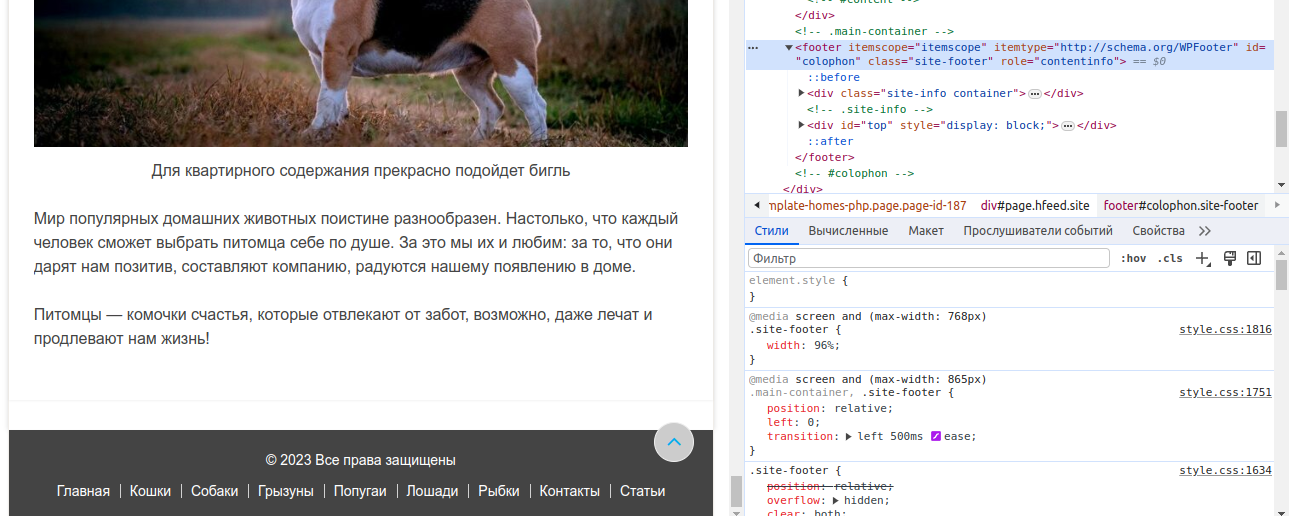 Для квартирного содержания прекрасно подойдет бигль
Мир популярных домашних животных поистине разнообразен. Настолько, что каждый
человек сможет выбрать питомца себе по душе. За это мы их и любим: за то, что они
дарят нам позитив, составляют компанию, радуются нашему появлению в доме.
Питомцы — комочки счастья, которые отвлекают от забот, возможно, даже лечат и
продлевают нам жизнь!
© 2023 Все права защищены
Главная | Кошки | Собаки | Грызуны | Попугаи | Лошади | Рыбки | Контакты | Статьи
<!-- #content -->
</div>
<!-- .main-container -->
<footer itemscope="itemscope" itemtype="http://schema.org/WPFooter" id=
"colophon" class="site-footer" role="contentinfo"> == $0
::before
<div class="site-info container">…</div>
<!-- .site-info -->
<div id="top" style="display: block;">…</div>
::after
</footer>
<!-- #colophon -->
</div>
mplate-homes-php.page.page-id-187 div#page.hfeed.site footer#colophon.site-footer
Стили Вычисленные Макет Прослушиватели событий Свойства
Фильтр :hov .cls
element.style {
}
@media screen and (max-width: 768px)
.site-footer { style.css:1816
width: 96%;
}
@media screen and (max-width: 865px)
.main-container, .site-footer { style.css:1751
position: relative;
left: 0;
transition: left 500ms ease;
}
.site-footer { style.css:1634
position: relative;
overflow: hidden;
clear: both;